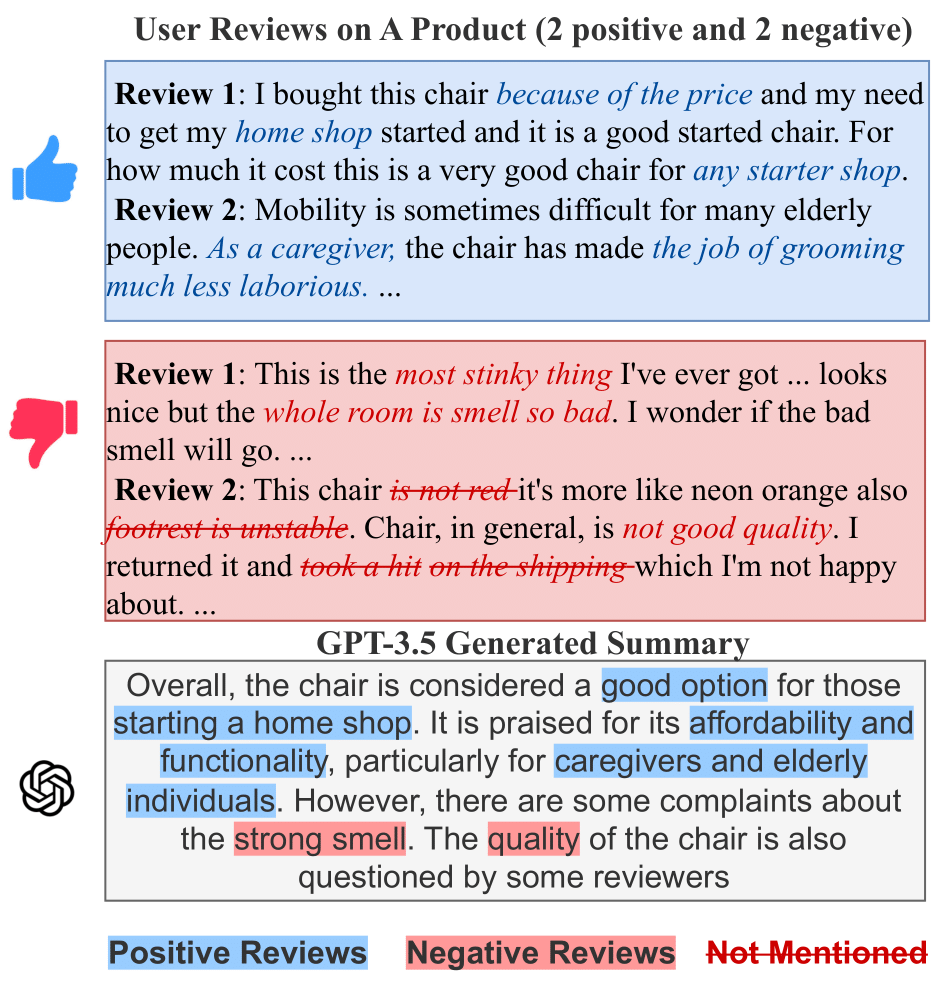 User Reviews on A Product (2 positive and 2 negative)
Review 1: I bought this chair because of the price and my need
to get my home shop started and it is a good started chair. For
how much it cost this is a very good chair for any starter shop.
Review 2: Mobility is sometimes difficult for many elderly
people. As a caregiver, the chair has made the job of grooming
much less laborious. ...
Review 1: This is the most stinky thing I've ever got ... looks
nice but the whole room is smell so bad. I wonder if the bad
smell will go. ...
Review 2: This chair is not red it's more like neon orange also
footrest is unstable. Chair, in general, is not good quality. I
returned it and took a hit on the shipping which I'm not happy
about. ...
GPT-3.5 Generated Summary
Overall, the chair is considered a good option for those
starting a home shop. It is praised for its affordability and
functionality, particularly for caregivers and elderly
individuals. However, there are some complaints about
the strong smell. The quality of the chair is also
questioned by some reviewers
Positive Reviews Negative Reviews Not Mentioned